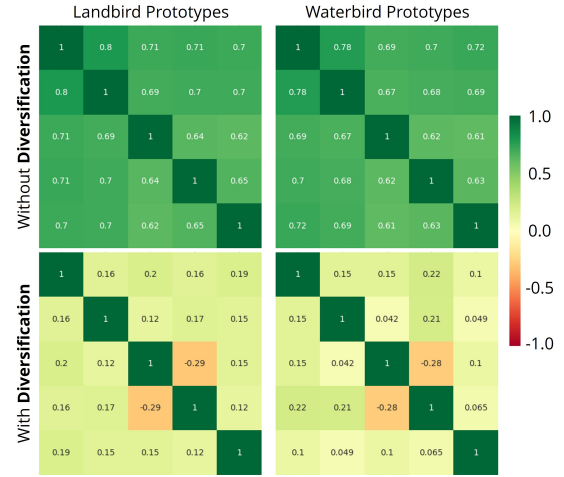 Landbird Prototypes
Waterbird Prototypes
Without Diversification
1 0.8 0.71 0.71 0.7
0.8 1 0.69 0.7 0.7
0.71 0.69 1 0.64 0.62
0.71 0.7 0.64 1 0.65
0.7 0.7 0.62 0.65 1
1 0.78 0.69 0.7 0.72
0.78 1 0.67 0.68 0.69
0.69 0.67 1 0.62 0.61
0.7 0.68 0.62 1 0.63
0.72 0.69 0.61 0.63 1
With Diversification
1 0.16 0.2 0.16 0.19
0.16 1 0.12 0.17 0.15
0.2 0.12 1 -0.29 0.15
0.16 0.17 -0.29 1 0.12
0.19 0.15 0.15 0.12 1
1 0.15 0.15 0.22 0.1
0.15 1 0.042 0.21 0.049
0.15 0.042 1 -0.28 0.1
0.22 0.21 -0.28 1 0.065
0.1 0.049 0.1 0.065 1
1.0
0.5
0.0
-0.5
-1.0